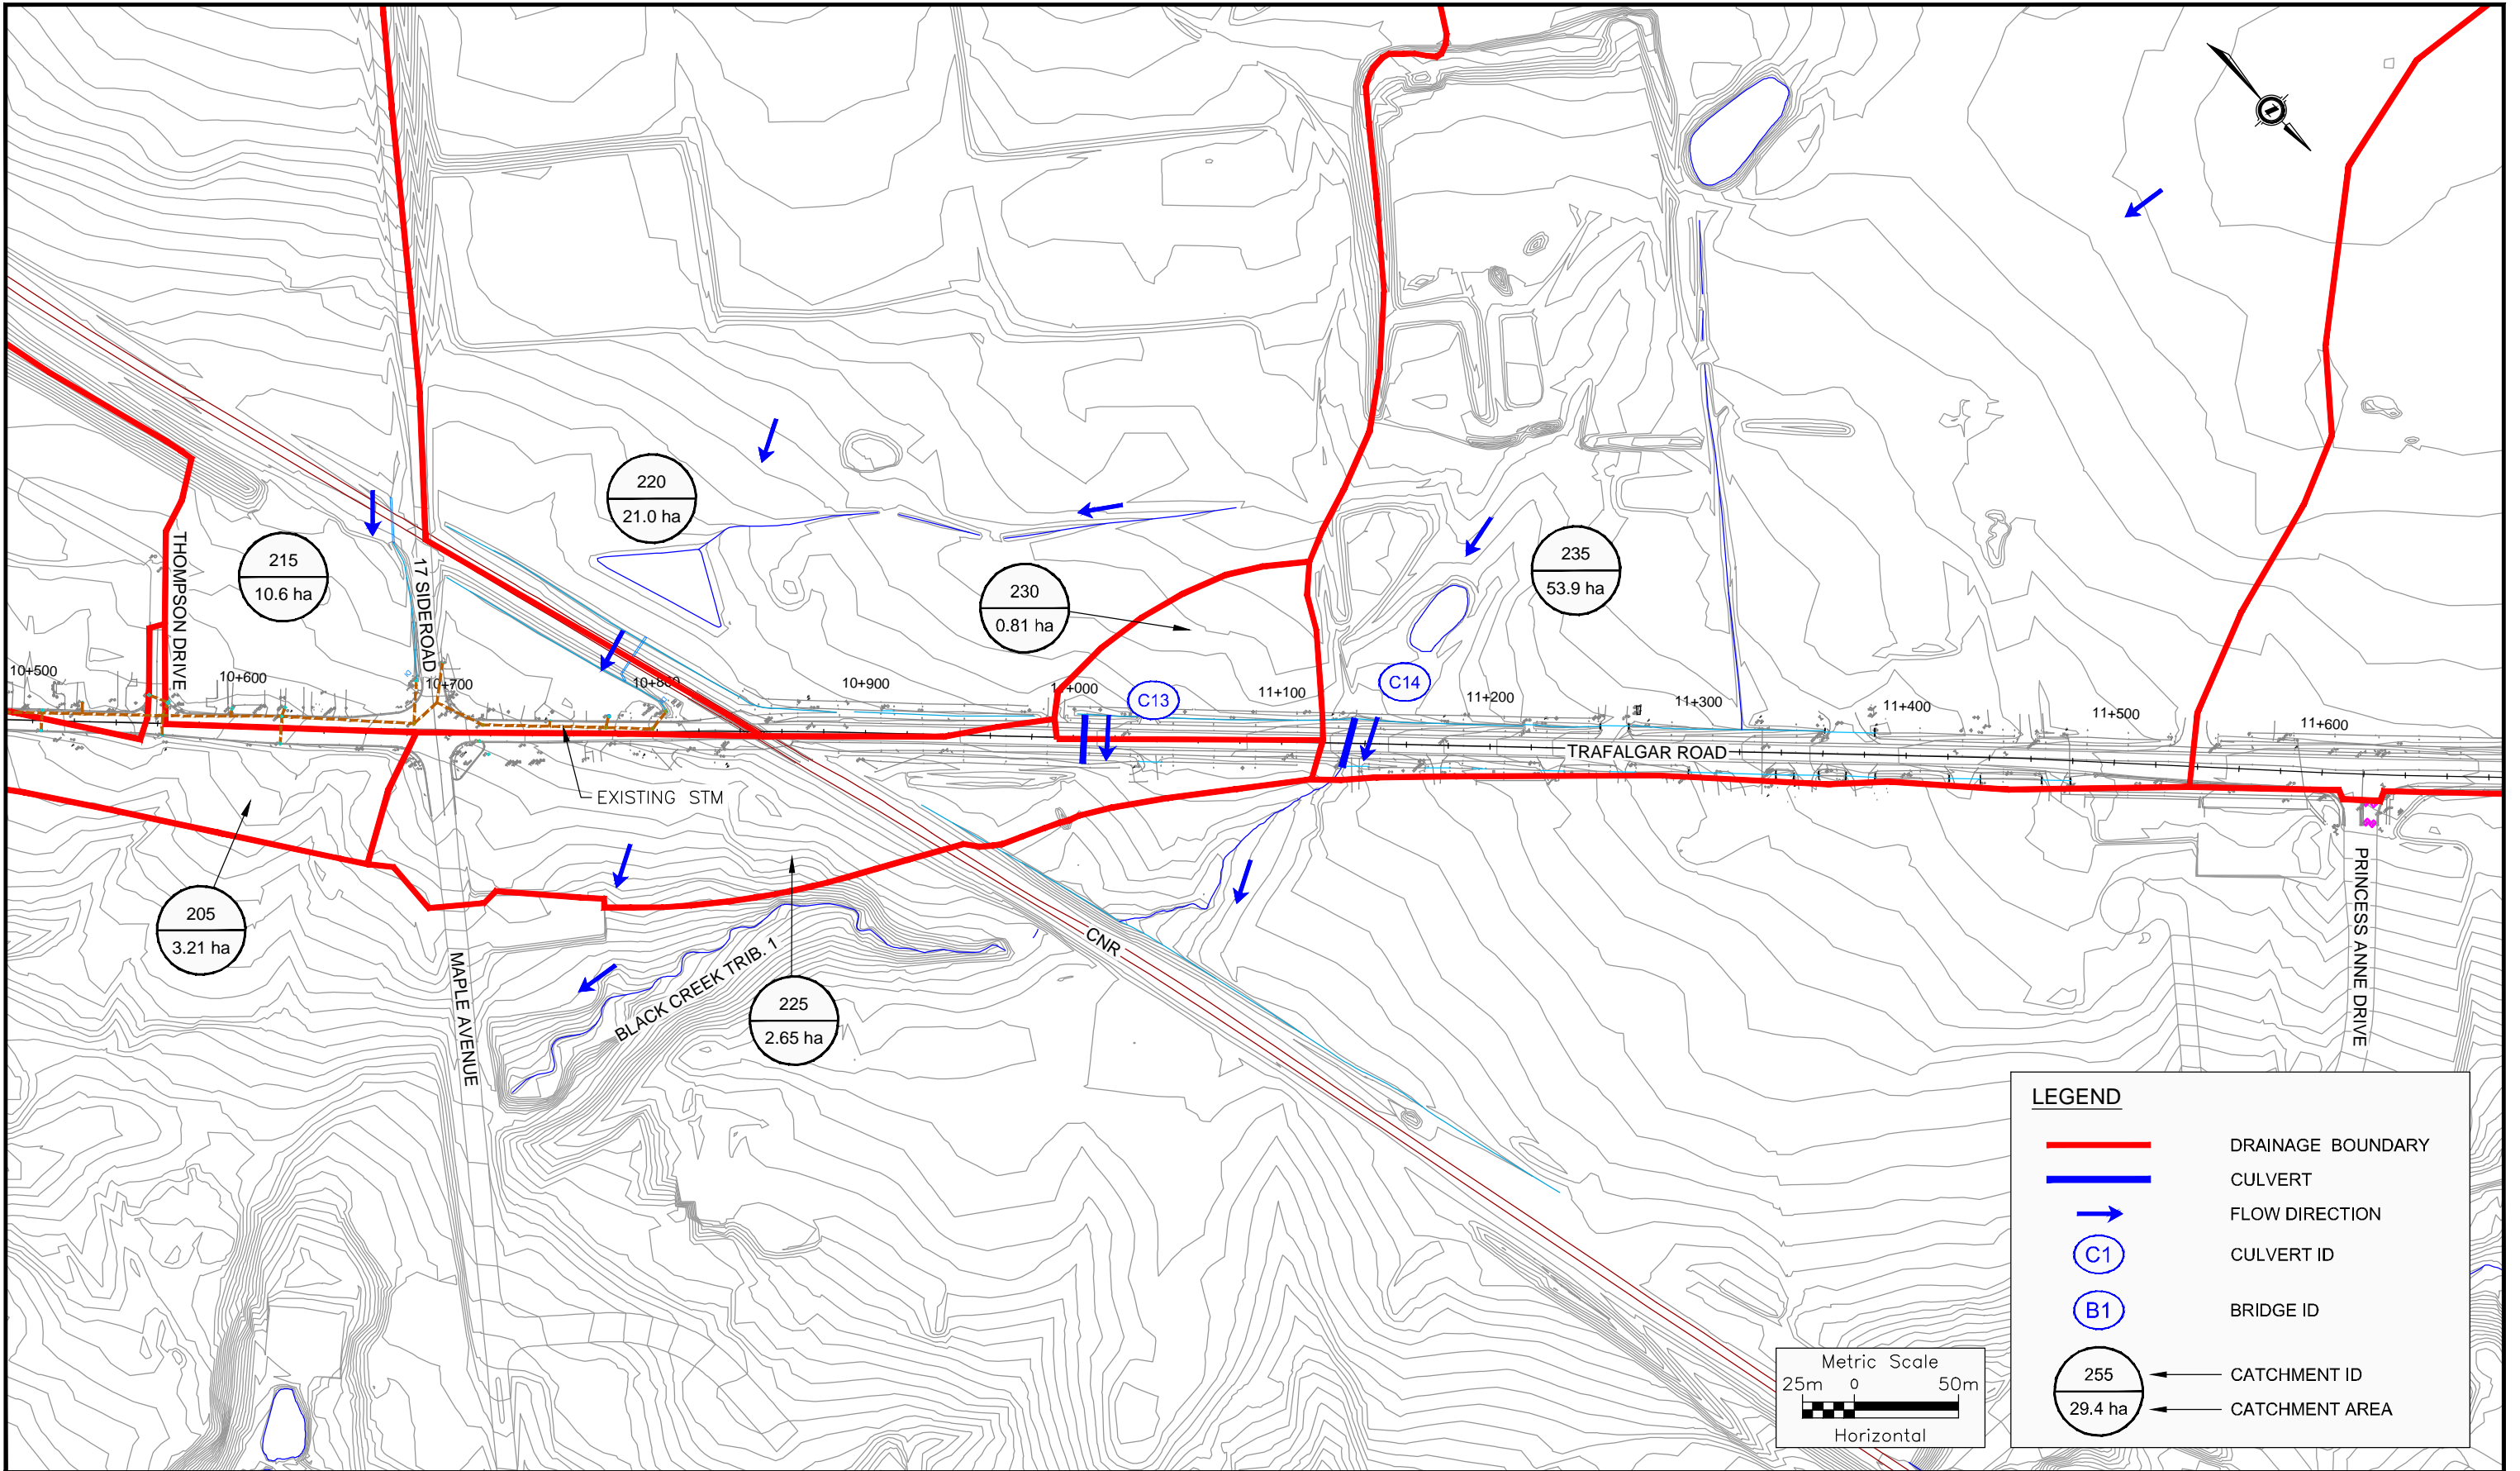 220
21.0 ha
215
10.6 ha
230
0.81 ha
235
53.9 ha
THOMPSON DRIVE
17 SIDEROAD
10+500
10+600
10+700
10+800
10+900
11+000
11+100
11+200
11+300
11+400
11+500
11+600
C13
C14
TRAFALGAR ROAD
EXISTING STM
205
3.21 ha
225
2.65 ha
MAPLE AVENUE
BLACK CREEK TRIB. 1
CNR
PRINCESS ANNE DRIVE
Metric Scale
25m 0 50m
Horizontal
LEGEND
DRAINAGE BOUNDARY
CULVERT
FLOW DIRECTION
C1 CULVERT ID
B1 BRIDGE ID
255 CATCHMENT ID
29.4 ha CATCHMENT AREA
Z